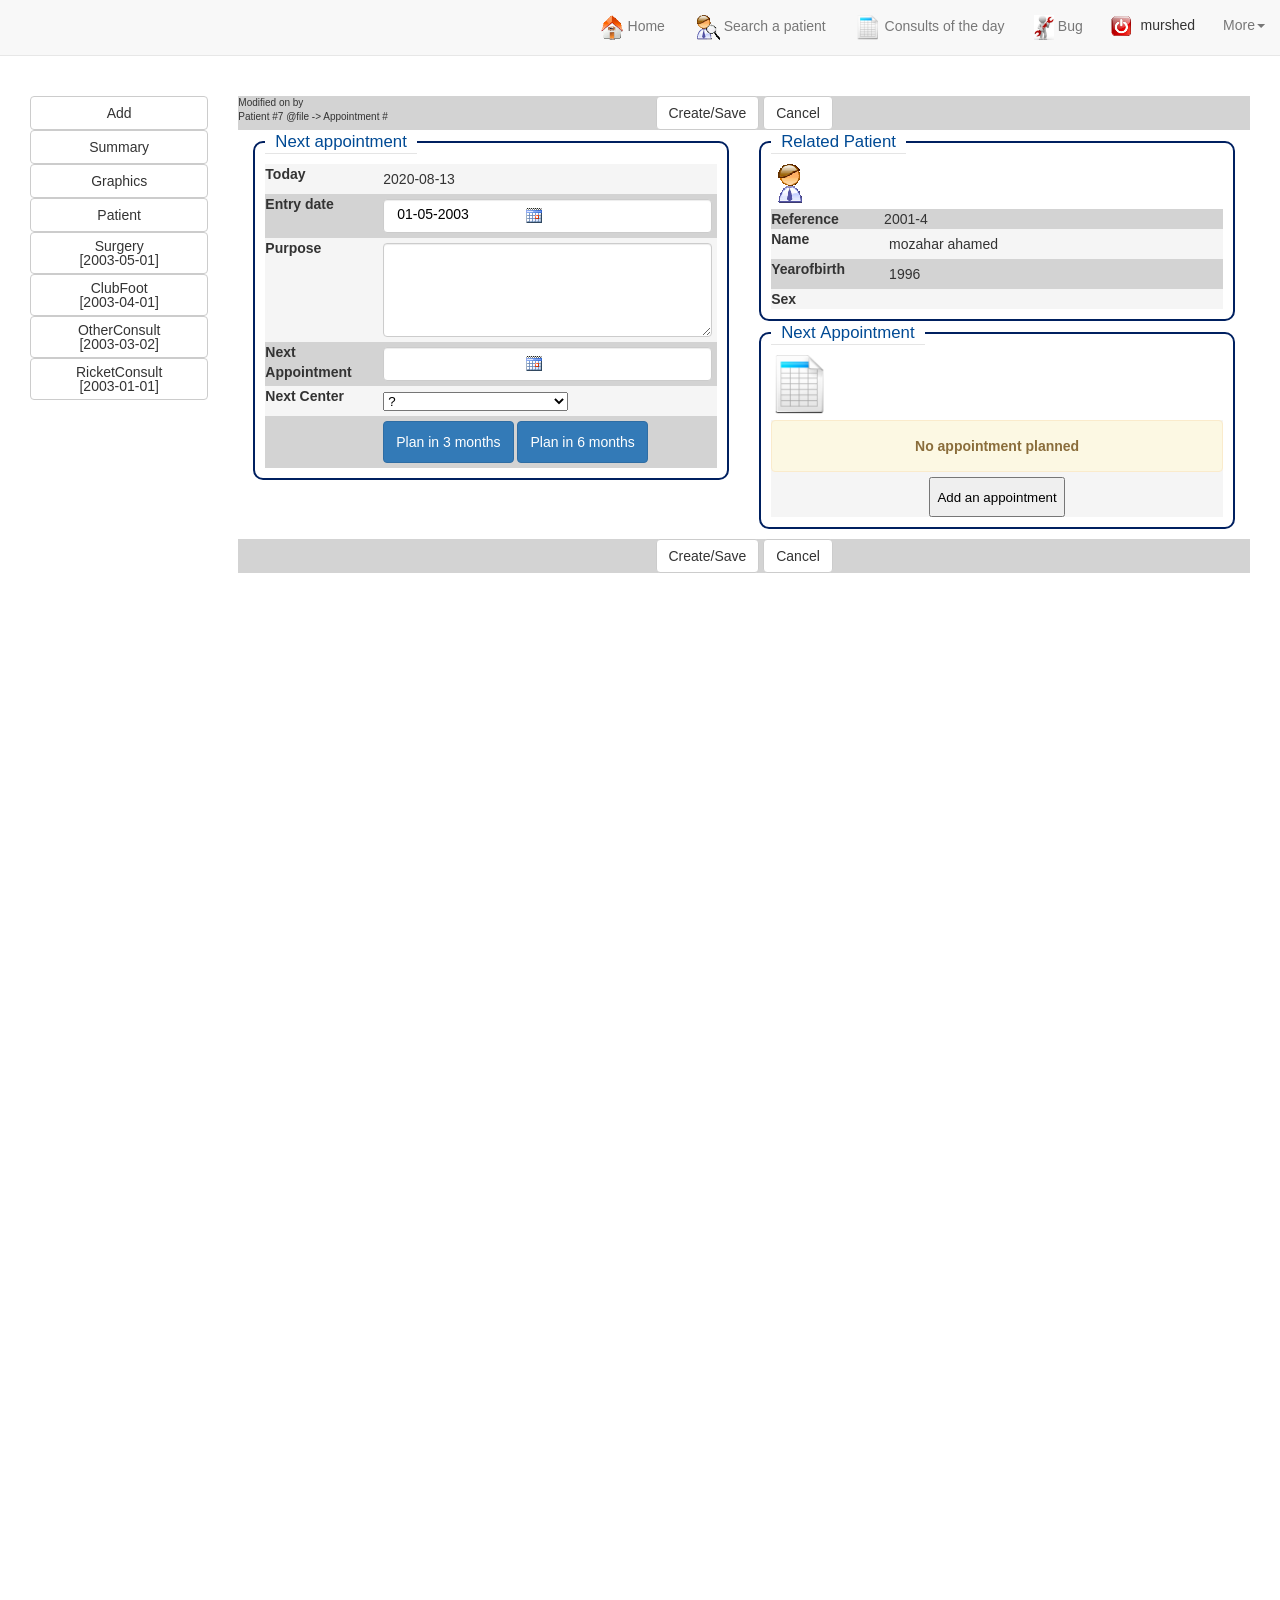 Home Search a patient Consults of the day Bug murshed More
Add
Summary
Graphics
Patient
Surgery
[2003-05-01]
ClubFoot
[2003-04-01]
OtherConsult
[2003-03-02]
RicketConsult
[2003-01-01]
Modified on by
Patient #7 @file -> Appointment #
Create/Save Cancel
Next appointment
Today 2020-08-13
Entry date 01-05-2003
Purpose
Next
Appointment
Next Center ?
Plan in 3 months Plan in 6 months
Related Patient
Reference 2001-4
Name mozahar ahamed
Yearofbirth 1996
Sex
Next Appointment
No appointment planned
Add an appointment
Create/Save Cancel